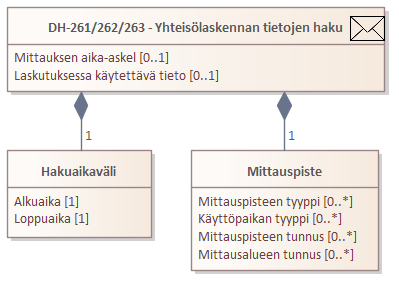 DH-261/262/263 - Yhteisölaskennan tietojen haku
Mittauksen aika-askel [0..1]
Laskutuksessa käytettävä tieto [0..1]
1
1
Hakuaikaväli
Alkuaika [1]
Loppuaika [1]
Mittauspiste
Mittauspisteen tyyppi [0..*]
Käyttöpaikan tyyppi [0..*]
Mittauspisteen tunnus [0..*]
Mittausalueen tunnus [0..*]